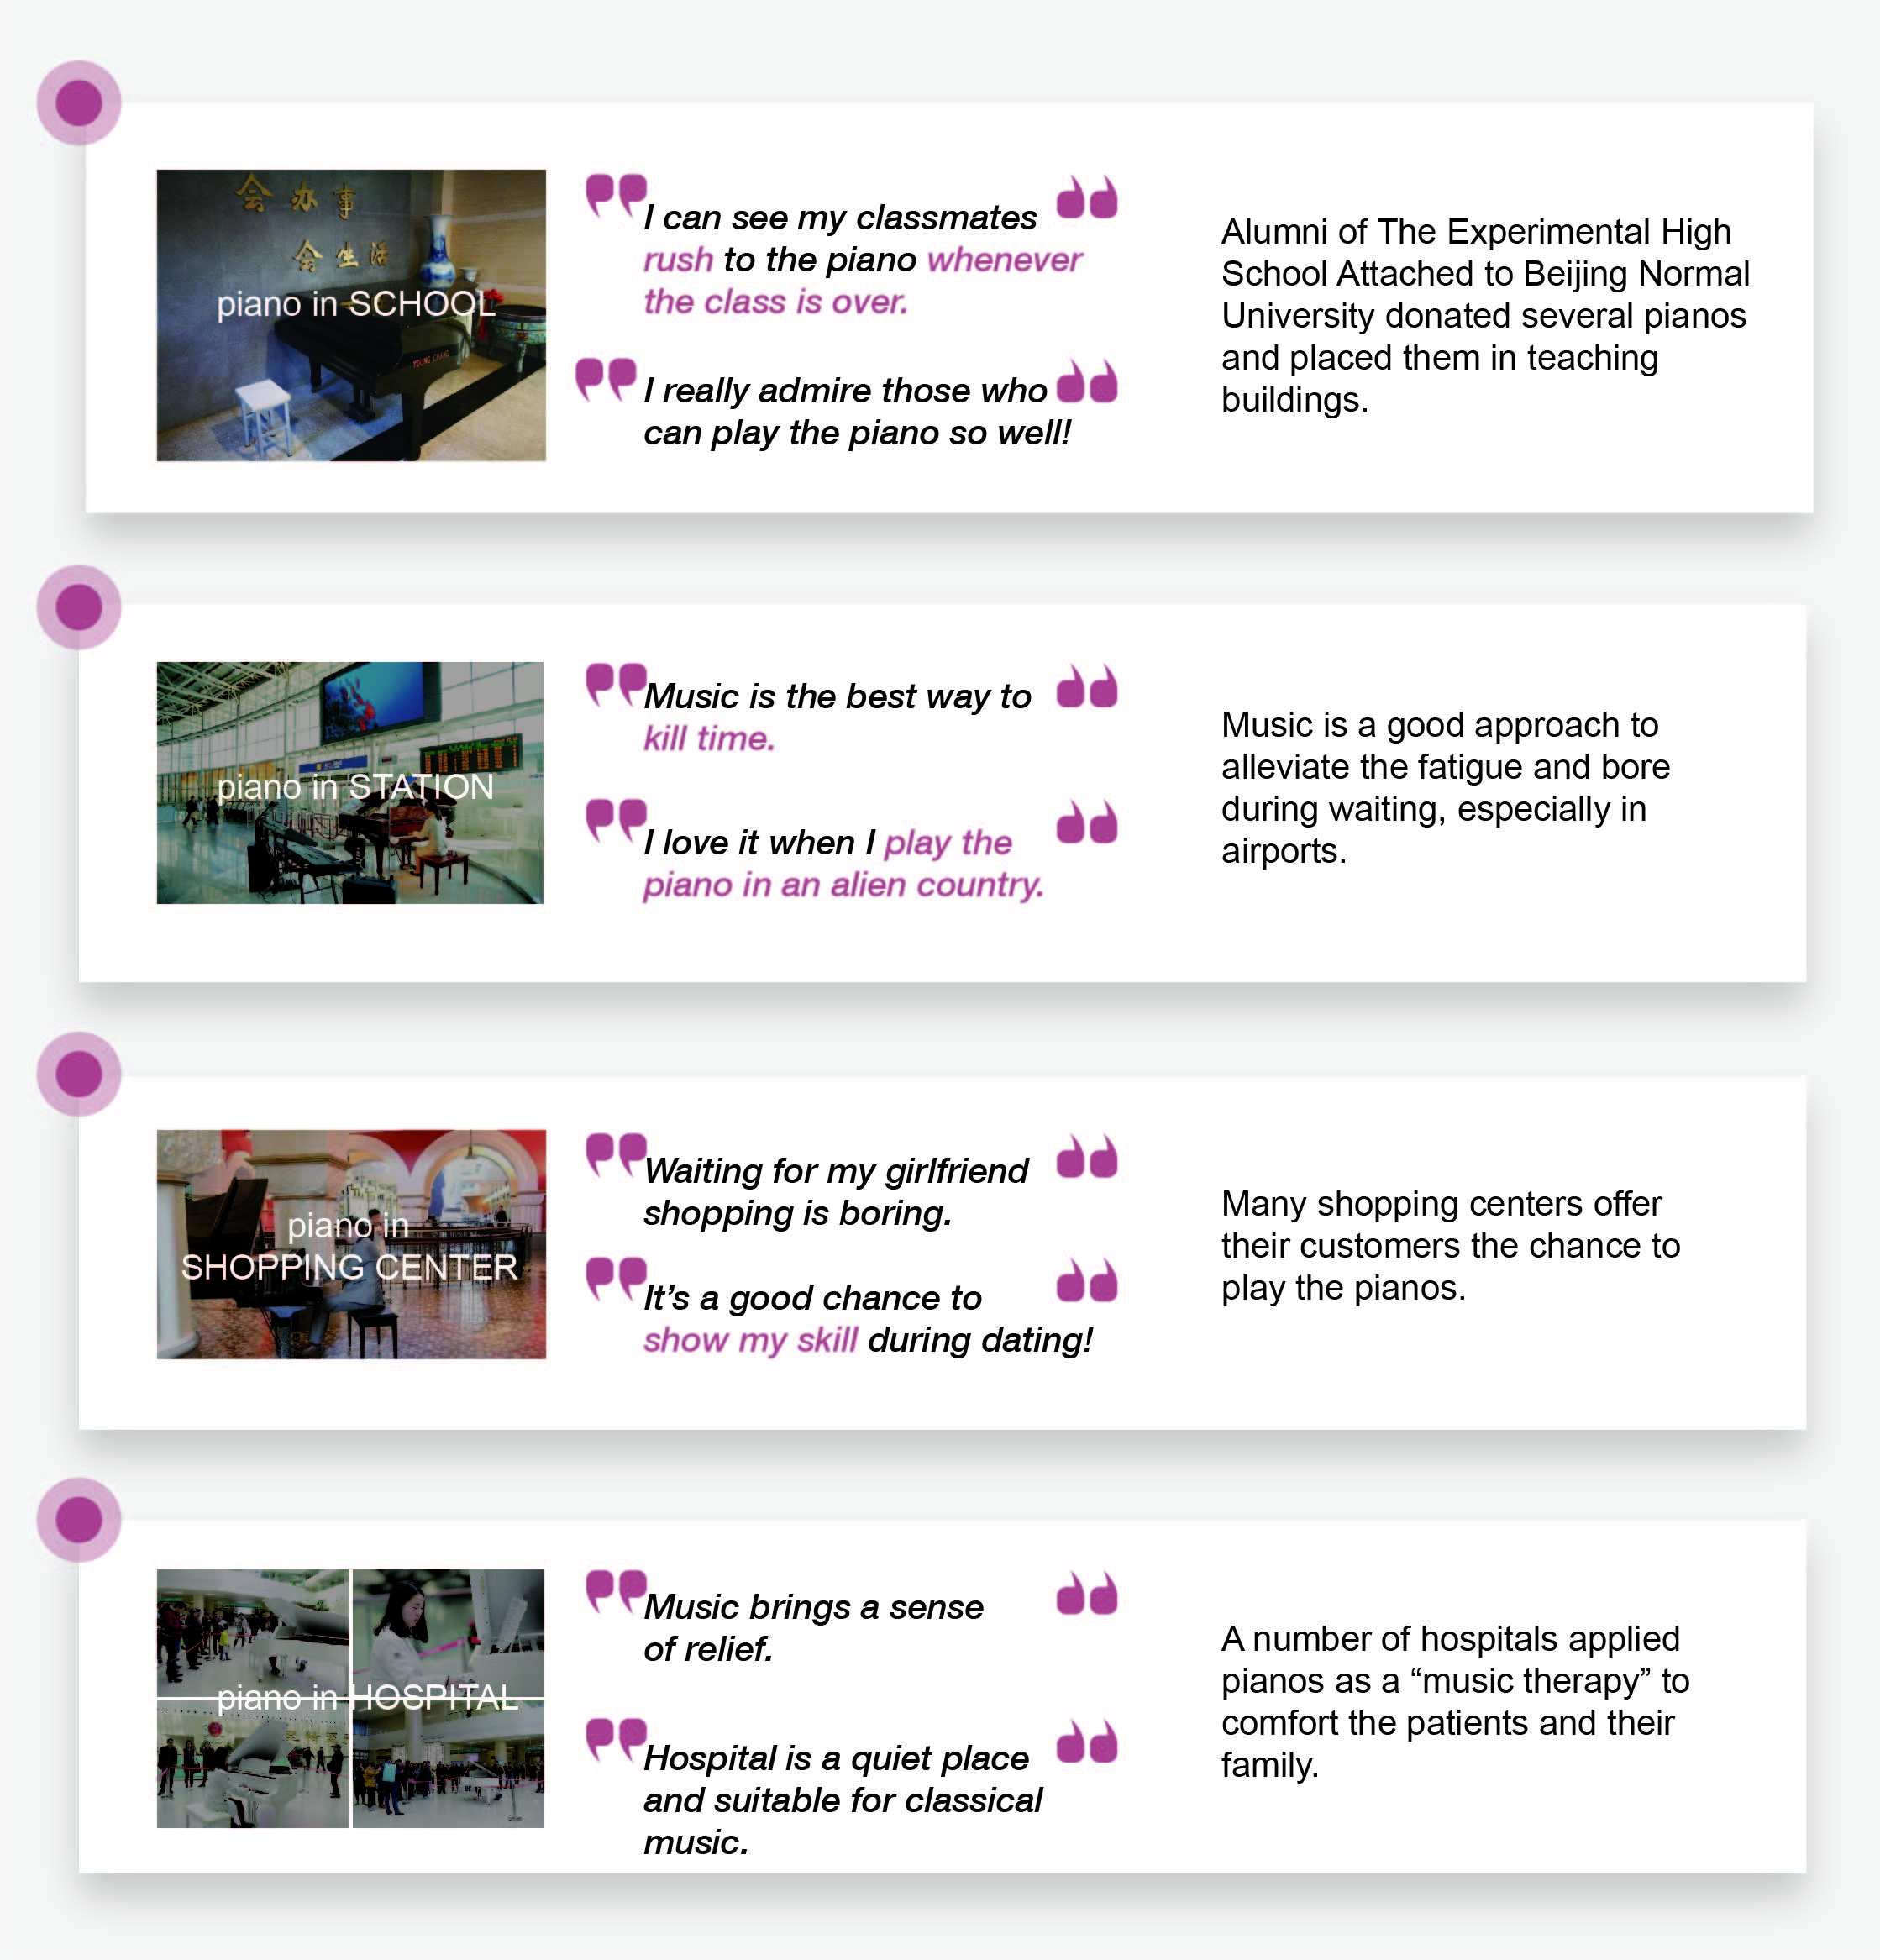 会办事
会生活
piano in SCHOOL
YOUNG CHANG
I can see my classmates
rush to the piano whenever
the class is over.
I really admire those who
can play the piano so well!
Alumni of The Experimental High
School Attached to Beijing Normal
University donated several pianos
and placed them in teaching
buildings.
piano in STATION
Music is the best way to
kill time.
I love it when I play the
piano in an alien country.
Music is a good approach to
alleviate the fatigue and bore
during waiting, especially in
airports.
piano in
SHOPPING CENTER
Waiting for my girlfriend
shopping is boring.
It’s a good chance to
show my skill during dating!
Many shopping centers offer
their customers the chance to
play the pianos.
piano in HOSPITAL
Music brings a sense
of relief.
Hospital is a quiet place
and suitable for classical
music.
A number of hospitals applied
pianos as a “music therapy” to
comfort the patients and their
family.